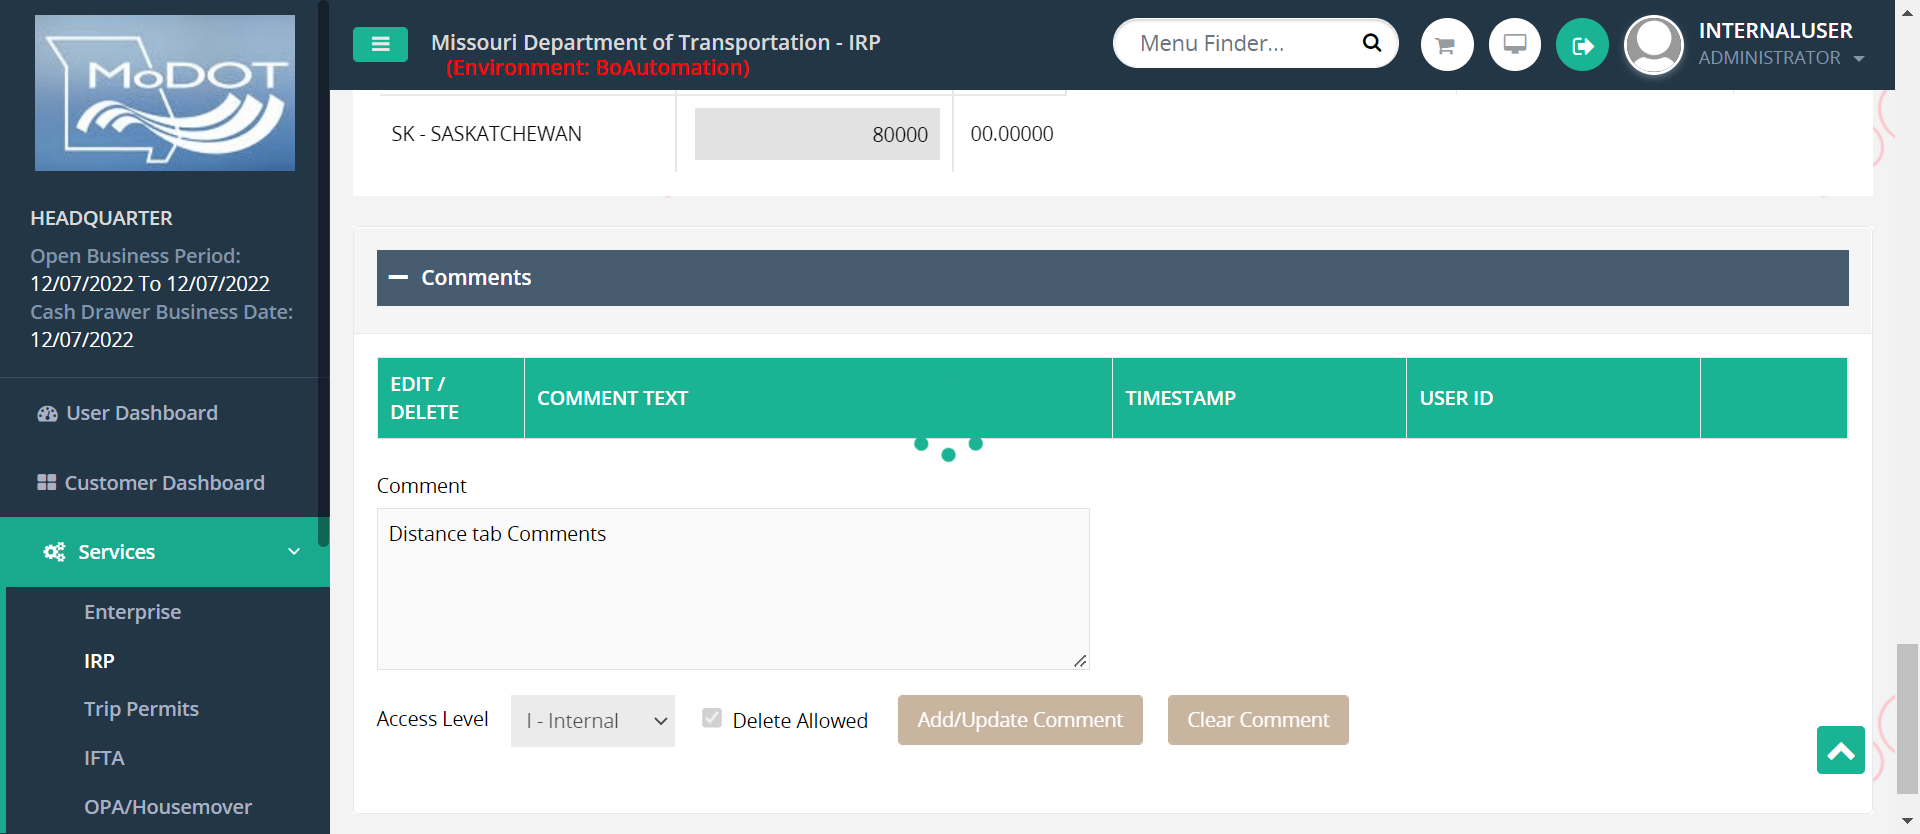 MoDOT
HEADQUARTER
Open Business Period:
12/07/2022 To 12/07/2022
Cash Drawer Business Date:
12/07/2022
User Dashboard
Customer Dashboard
Services
Enterprise
IRP
Trip Permits
IFTA
OPA/Housemover
Missouri Department of Transportation - IRP
(Environment: BoAutomation)
Menu Finder...
INTERNALUSER
ADMINISTRATOR
SK - SASKATCHEWAN 80000 00.00000
Comments
EDIT / DELETE COMMENT TEXT TIMESTAMP USER ID
Comment
Distance tab Comments
Access Level I - Internal Delete Allowed Add/Update Comment Clear Comment